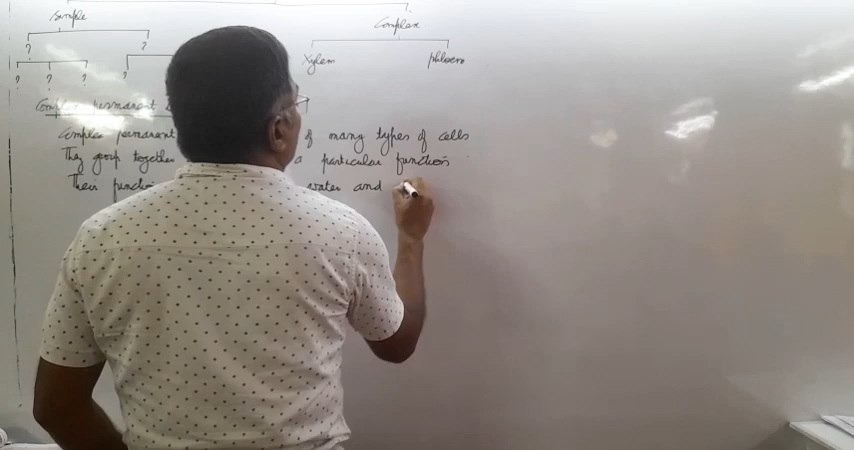 Simple
Complex
? ?
Xylem phloem
? ? ? ?
Complex permanent
Complex permanent of many types of cells
They group together a particular function
Their function water and